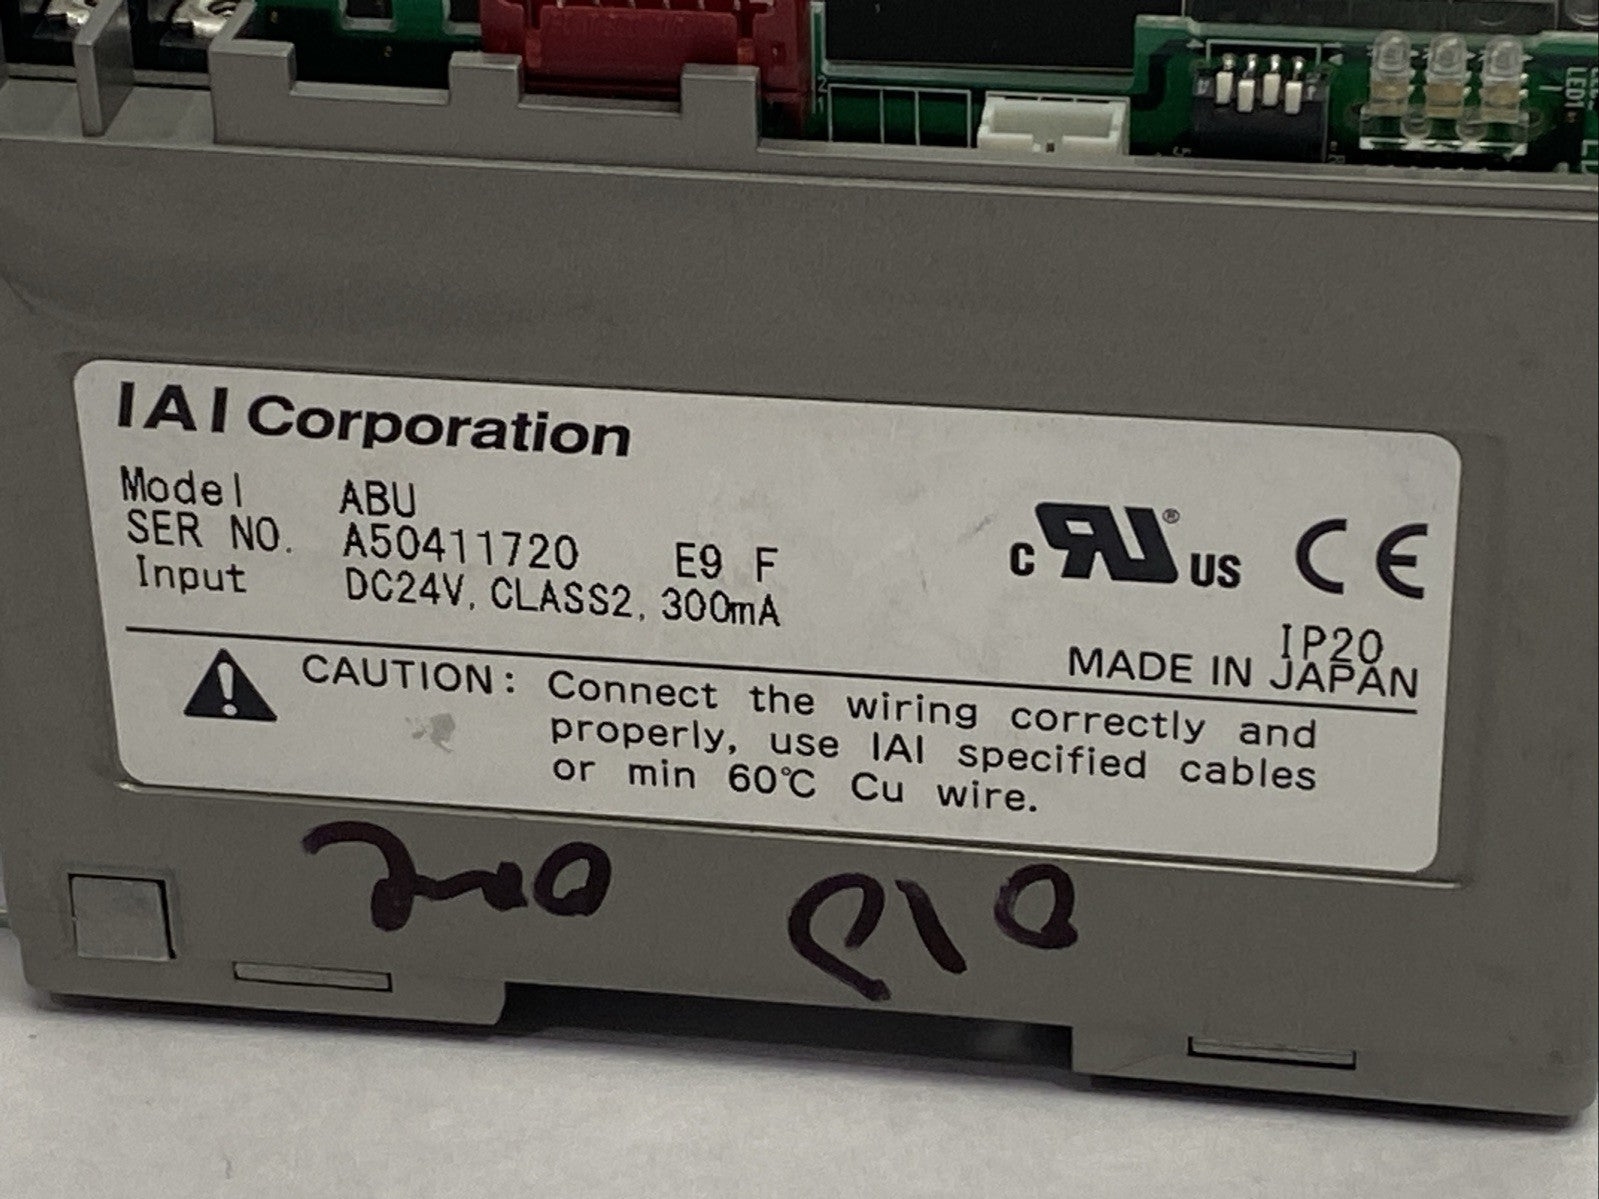 IAI Corporation
Model ABU
SER NO. A50411720 E9 F
Input DC24V, CLASS2, 300mA
c RU® US CE
IP20
MADE IN JAPAN
CAUTION: Connect the wiring correctly and
properly, use IAI specified cables
or min 60℃ Cu wire.